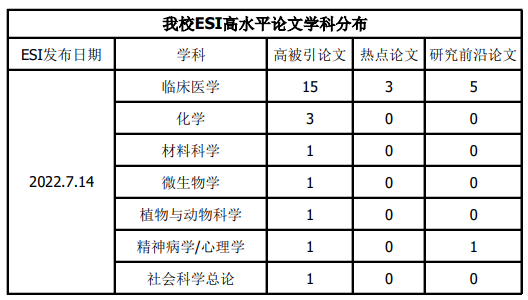 我校ESI高水平论文学科分布
ESI发布日期 学科 高被引论文 热点论文 研究前沿论文
临床医学 15 3 5
化学 3 0 0
材料科学 1 0 0
2022.7.14 微生物学 1 0 0
植物与动物科学 1 0 0
精神病学/心理学 1 0 1
社会科学总论 1 0 0